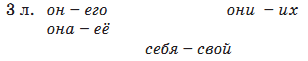 3 л. он – его они – их
она – её
себя – свой